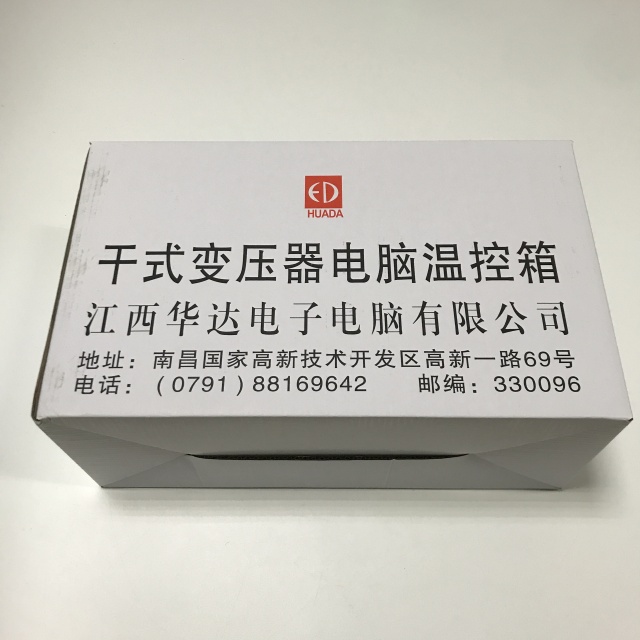 ED
HUADA
干式变压器电脑温控箱
江西华达电子电脑有限公司
地址：南昌国家高新技术开发区高新一路69号
电话：（0791）88169642 邮编：330096